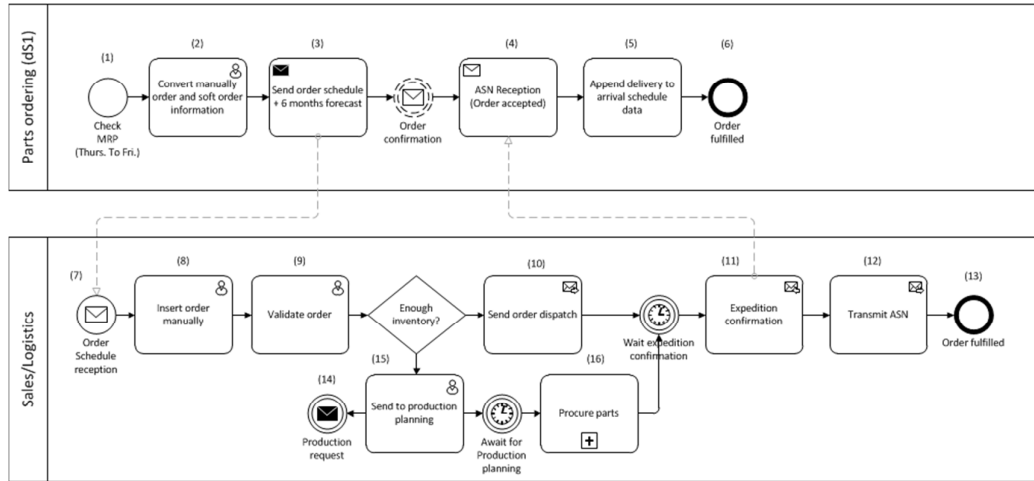 Parts ordering (dS1)
(1)
Check
MRP
(Thurs. To Fri.)
(2)
Convert manually
order and soft order
information
(3)
Send order schedule
+ 6 months forecast
Order
confirmation
(4)
ASN Reception
(Order accepted)
(5)
Append delivery to
arrival schedule
data
(6)
Order
fulfilled
Sales/Logistics
(7)
Order
Schedule
reception
(8)
Insert order
manually
(9)
Validate order
Enough
inventory?
(10)
Send order dispatch
Wait expedition
confirmation
(11)
Expedition
confirmation
(12)
Transmit ASN
(13)
Order fulfilled
(14)
Production
request
(15)
Send to production
planning
Await for
Production
planning
(16)
Procure parts